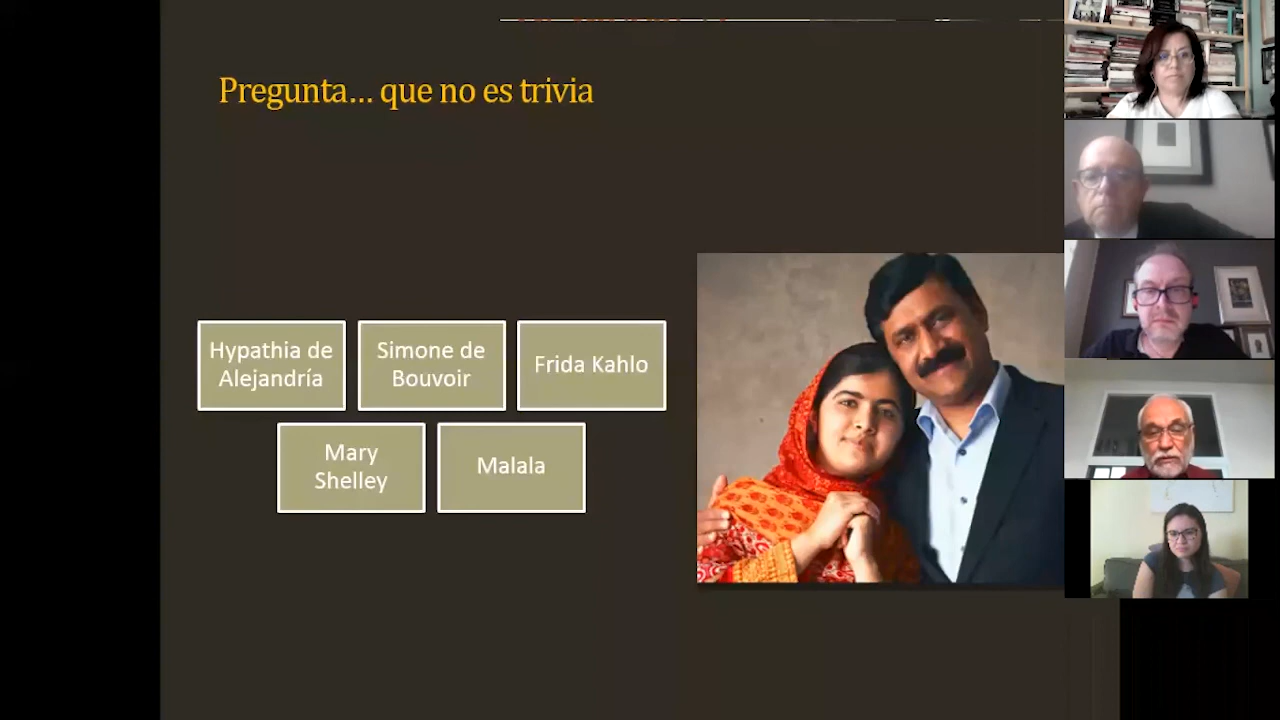 Pregunta... que no es trivia
Hypathia de
Alejandría
Simone de
Bouvoir
Frida Kahlo
Mary
Shelley
Malala